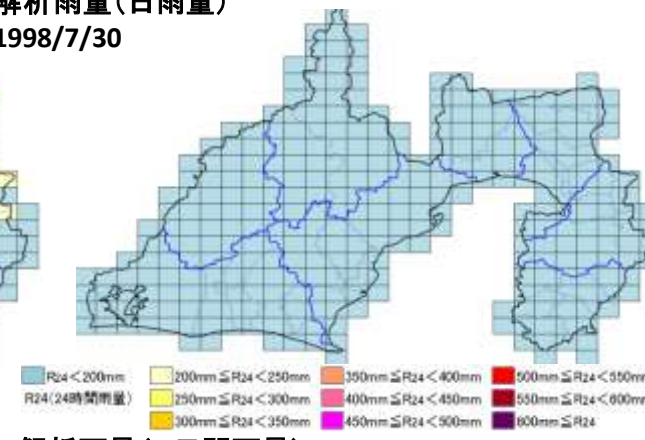 解析雨量(日雨量)
1998/7/30
R24<200mm 200mm≦R24<250mm 350mm≦R24<400mm 500mm≦R24<550mm
R24(24時間雨量) 250mm≦R24<300mm 400mm≦R24<450mm 550mm≦R24<600mm
300mm≦R24<350mm 450mm≦R24<500mm 600mm≦R24